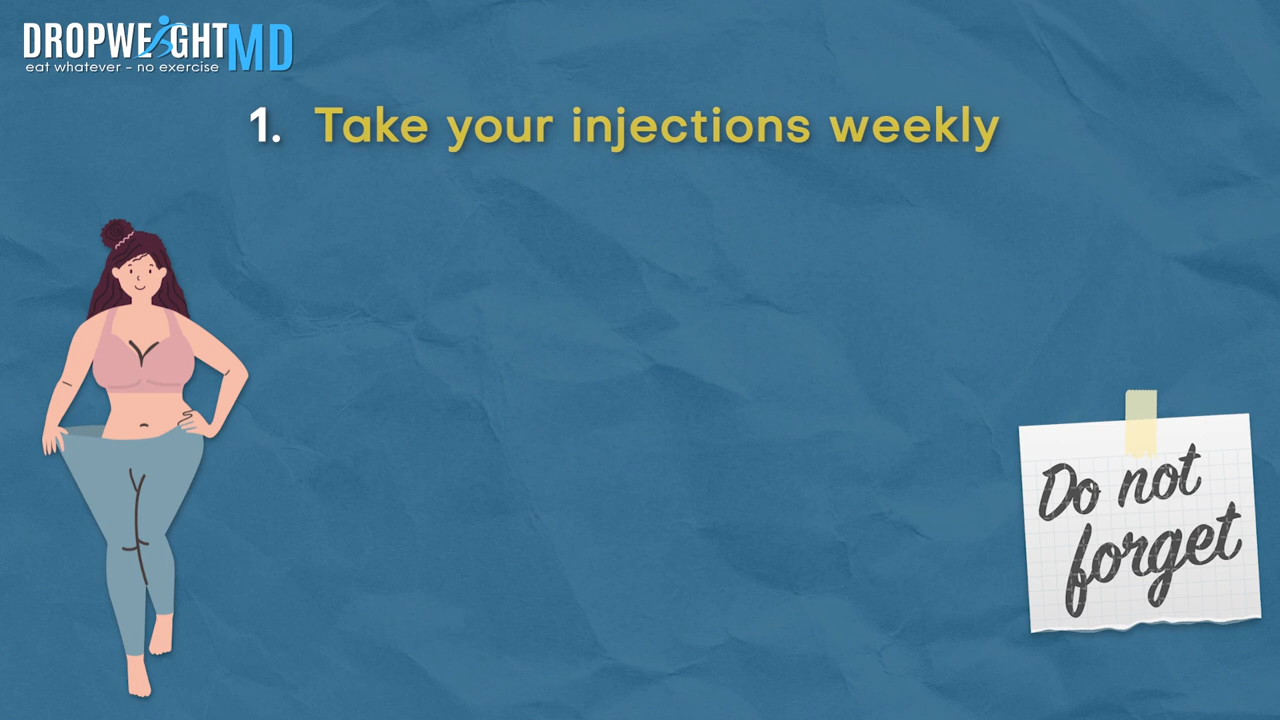 DROPWEIGHTMD
eat whatever - no exercise
1. Take your injections weekly
Do not
forget